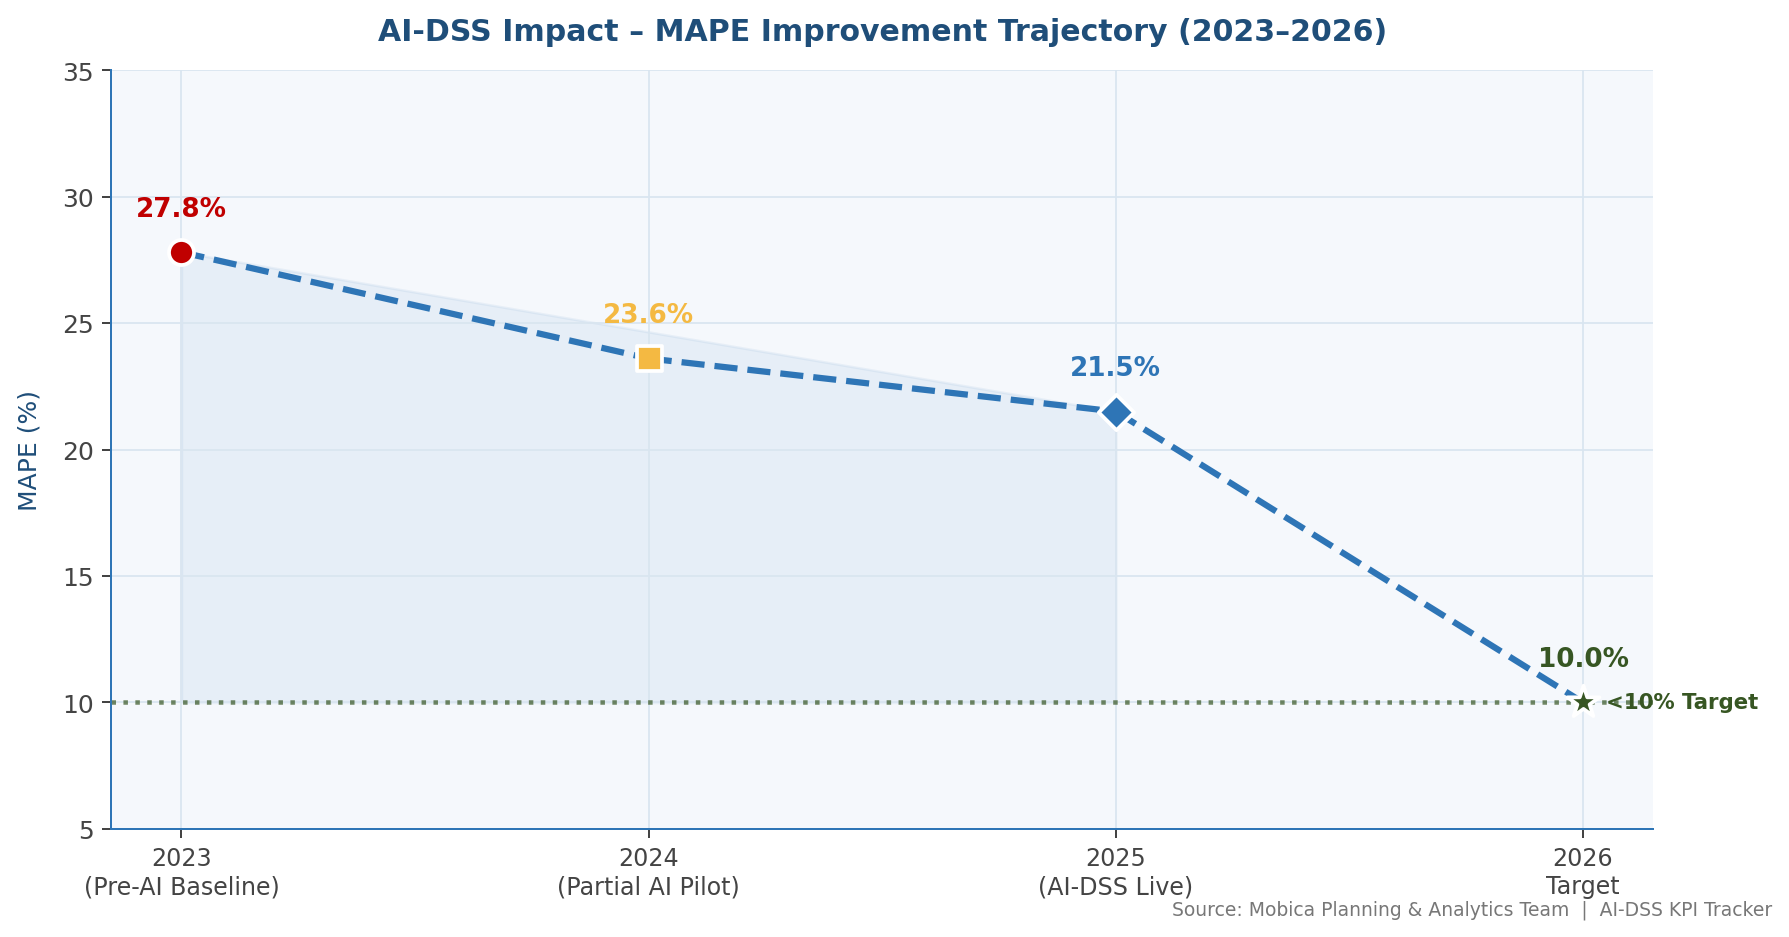 AI-DSS Impact – MAPE Improvement Trajectory (2023–2026)
MAPE (%)
35
30
25
20
15
10
5
27.8%
23.6%
21.5%
10.0%
<10% Target
2023
(Pre-AI Baseline)
2024
(Partial AI Pilot)
2025
(AI-DSS Live)
2026
Target
Source: Mobica Planning & Analytics Team | AI-DSS KPI Tracker